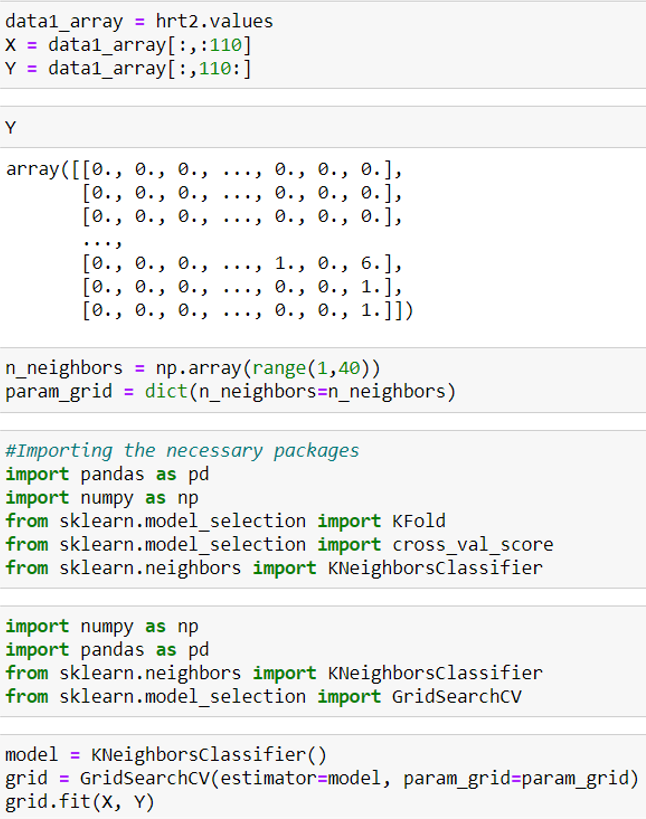 data1_array = hrt2.values
X = data1_array[:,:110]
Y = data1_array[:,110:]
Y
array([[0., 0., 0., ..., 0., 0., 0.],
       [0., 0., 0., ..., 0., 0., 0.],
       [0., 0., 0., ..., 0., 0., 0.],
       ...,
       [0., 0., 0., ..., 1., 0., 6.],
       [0., 0., 0., ..., 0., 0., 1.],
       [0., 0., 0., ..., 0., 0., 1.]])
n_neighbors = np.array(range(1,40))
param_grid = dict(n_neighbors=n_neighbors)
#Importing the necessary packages
import pandas as pd
import numpy as np
from sklearn.model_selection import KFold
from sklearn.model_selection import cross_val_score
from sklearn.neighbors import KNeighborsClassifier
import numpy as np
import pandas as pd
from sklearn.neighbors import KNeighborsClassifier
from sklearn.model_selection import GridSearchCV
model = KNeighborsClassifier()
grid = GridSearchCV(estimator=model, param_grid=param_grid)
grid.fit(X, Y)